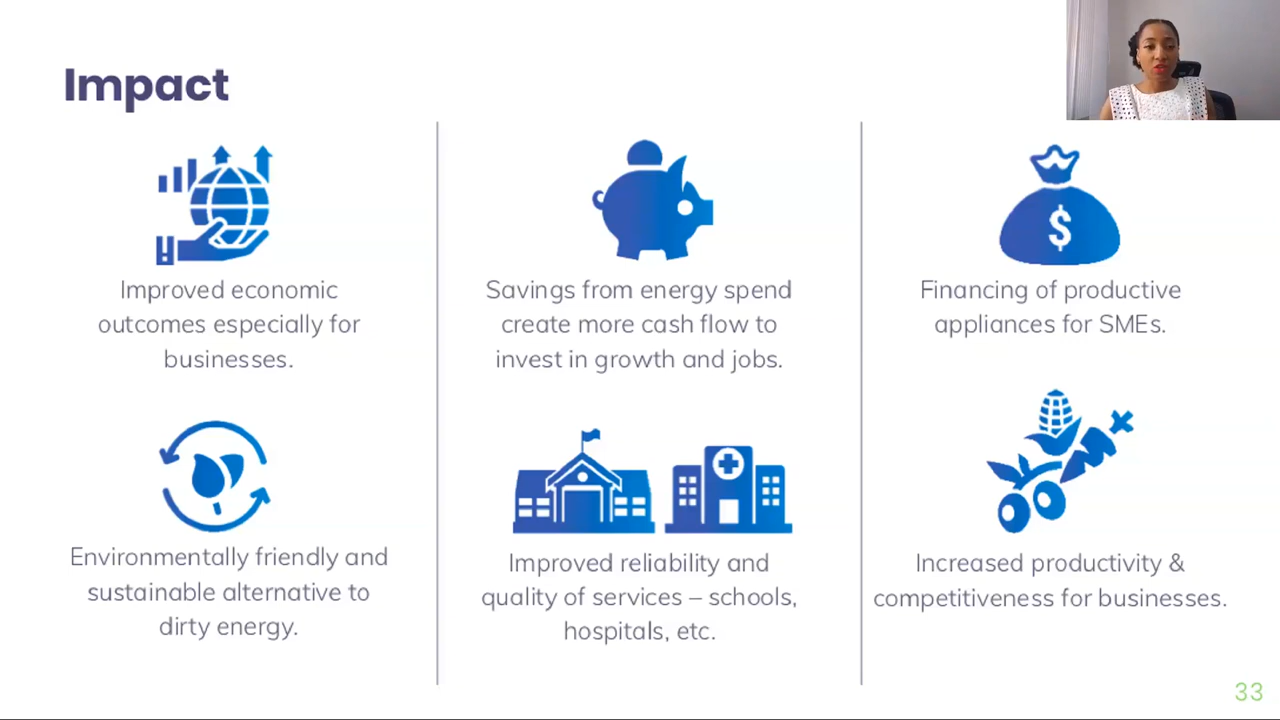 Impact
Improved economic
outcomes especially for
businesses.
Savings from energy spend
create more cash flow to
invest in growth and jobs.
$
Financing of productive
appliances for SMEs.
Environmentally friendly and
sustainable alternative to
dirty energy.
Improved reliability and
quality of services – schools,
hospitals, etc.
Increased productivity &
competitiveness for businesses.
33